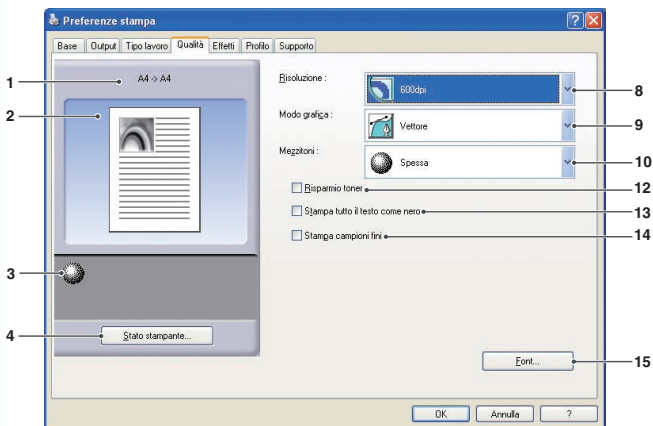 Preferenze stampa
Base Output Tipo lavoro Qualità Effetti Profilo Supporto
1 A4 -> A4
2
3
4 Stato stampante...
Risoluzione :
600dpi 8
Modo grafica :
Vettore 9
Mezzitoni :
Spessa 10
Risparmio toner 12
Stampa tutto il testo come nero 13
Stampa campioni fini 14
Font... 15
OK Annulla ?